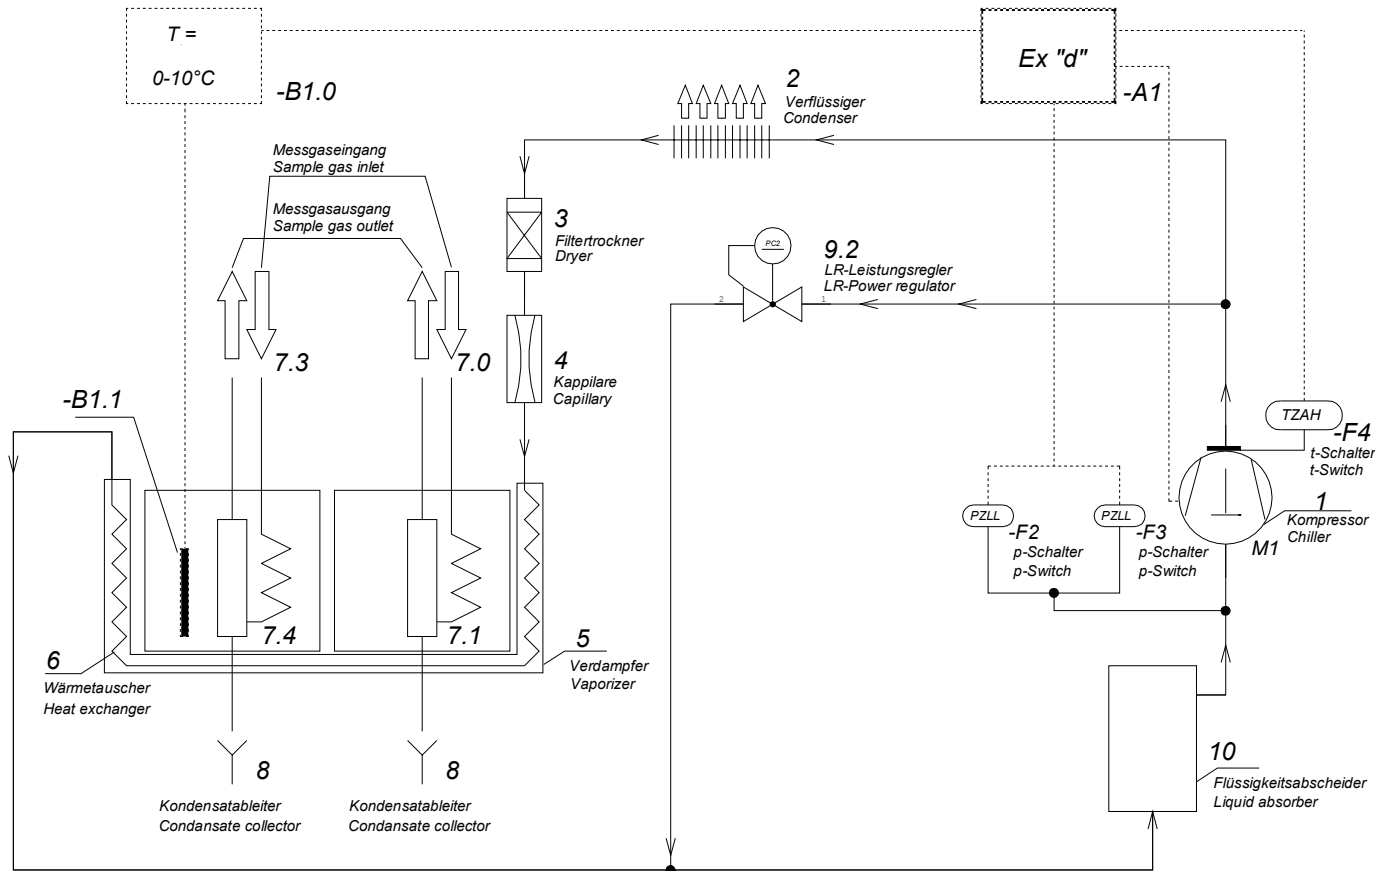 T =
0-10°C
-B1.0
Ex "d"
-A1
2
Verflüssiger
Condenser
Messgaseingang
Sample gas inlet
Messgasausgang
Sample gas outlet
3
Filtertrockner
Dryer
PC2
9.2
LR-Leistungsregler
LR-Power regulator
2
1
7.3
7.0
4
Kappilare
Capillary
-B1.1
TZAH
-F4
t-Schalter
t-Switch
1
Kompressor
Chiller
M1
PZLL
-F2
p-Schalter
p-Switch
PZLL
-F3
p-Schalter
p-Switch
7.4
7.1
5
Verdampfer
Vaporizer
6
Wärmetauscher
Heat exchanger
8
Kondensatableiter
Condansate collector
8
Kondensatableiter
Condansate collector
10
Flüssigkeitsabscheider
Liquid absorber